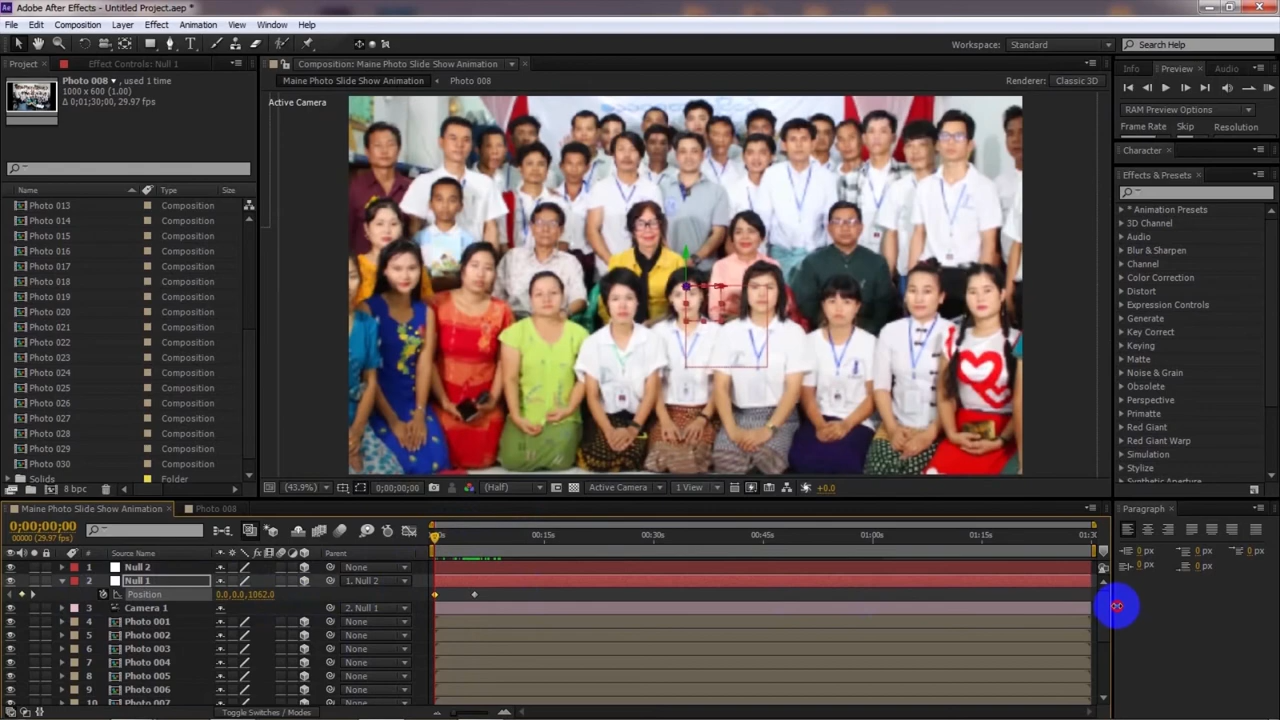 Adobe After Effects - Untitled Project.aep *
File Edit Composition Layer Effect Animation View Window Help
Workspace: Standard Search Help
Project Effect Controls: Null 1 Composition: Maine Photo Slide Show Animation Info Preview Audio
Photo 008 , used 1 time
1000 x 600 (1.00)
Δ 0;01;30;00, 29.97 fps
Maine Photo Slide Show Animation Photo 008 Renderer: Classic 3D
Active Camera
RAM Preview Options
Frame Rate Skip Resolution
Character
Effects & Presets
Name Type Size
Photo 013 Composition
Photo 014 Composition
Photo 015 Composition
Photo 016 Composition
Photo 017 Composition
Photo 018 Composition
Photo 019 Composition
Photo 020 Composition
Photo 021 Composition
Photo 022 Composition
Photo 023 Composition
Photo 024 Composition
Photo 025 Composition
Photo 026 Composition
Photo 027 Composition
Photo 028 Composition
Photo 029 Composition
Photo 030 Composition
Solids Folder
8 bpc
* Animation Presets
3D Channel
Audio
Blur & Sharpen
Channel
Color Correction
Distort
Expression Controls
Generate
Key Correct
Keying
Matte
Noise & Grain
Obsolete
Perspective
Primatte
Red Giant
Red Giant Warp
Simulation
Stylize
Synthetic Aperture
(43.9%) 0;00;00;00 (Half) Active Camera 1 View +0.0
Maine Photo Slide Show Animation Photo 008
0;00;00;00
00000 (29.97 fps)
00:15s 00:30s 00:45s 01:00s 01:15s
# Source Name Parent
1 Null 2 None
2 Null 1 1. Null 2
Position 0.0,0.0,1062.0
3 Camera 1 2. Null 1
4 Photo 001 None
5 Photo 002 None
6 Photo 003 None
7 Photo 004 None
8 Photo 005 None
9 Photo 006 None
10 Photo 007 None
Toggle Switches / Modes
Paragraph
0 px 0 px 0 px
0 px 0 px